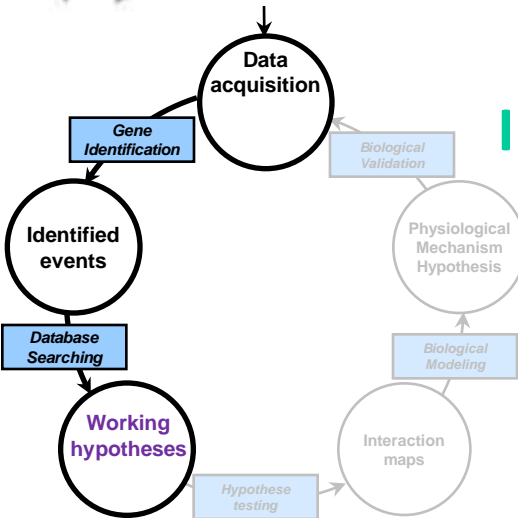 Data
acquisition
Gene
Identification
Biological
Validation
Identified
events
Physiological
Mechanism
Hypothesis
Database
Searching
Biological
Modeling
Working
hypotheses
Interaction
maps
Hypothese
testing